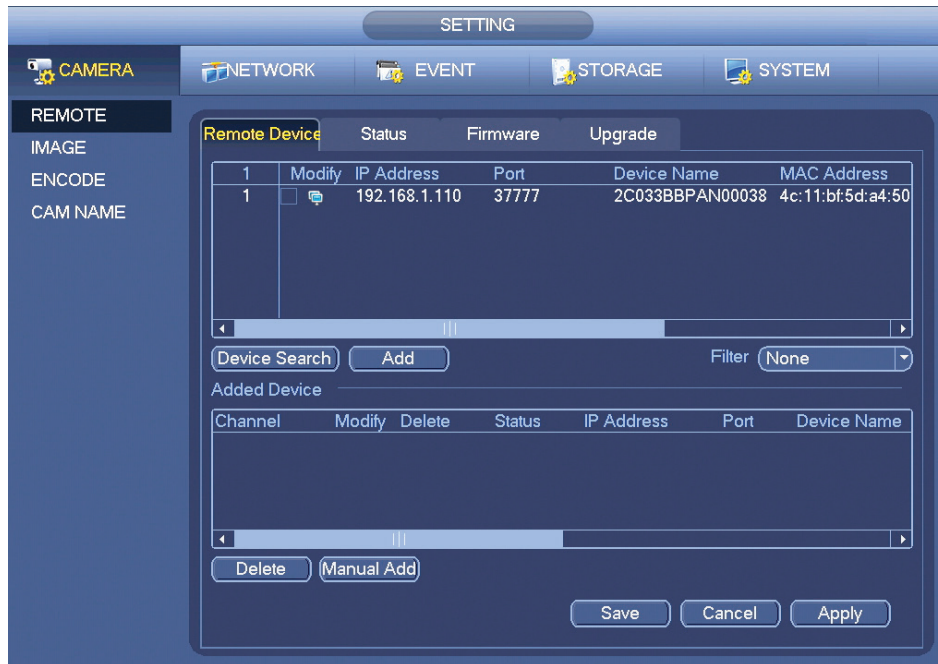 SETTING
CAMERA NETWORK EVENT STORAGE SYSTEM
REMOTE
IMAGE
ENCODE
CAM NAME
Remote Device Status Firmware Upgrade
1 Modify IP Address Port Device Name MAC Address
1 192.168.1.110 37777 2C033BBPAN00038 4c:11:bf:5d:a4:50
Device Search Add Filter None
Added Device
Channel Modify Delete Status IP Address Port Device Name
Delete Manual Add
Save Cancel Apply